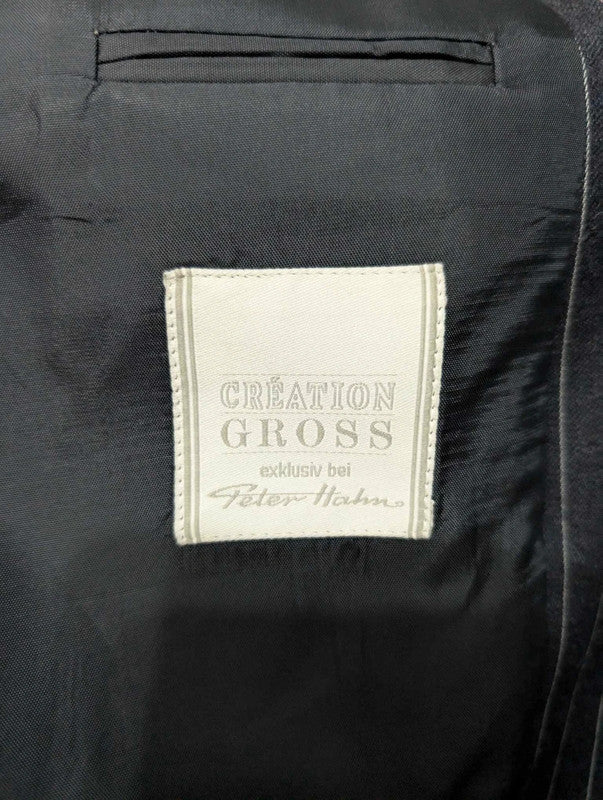 CRÉATION
GROSS
exklusiv bei
Peter Hahn